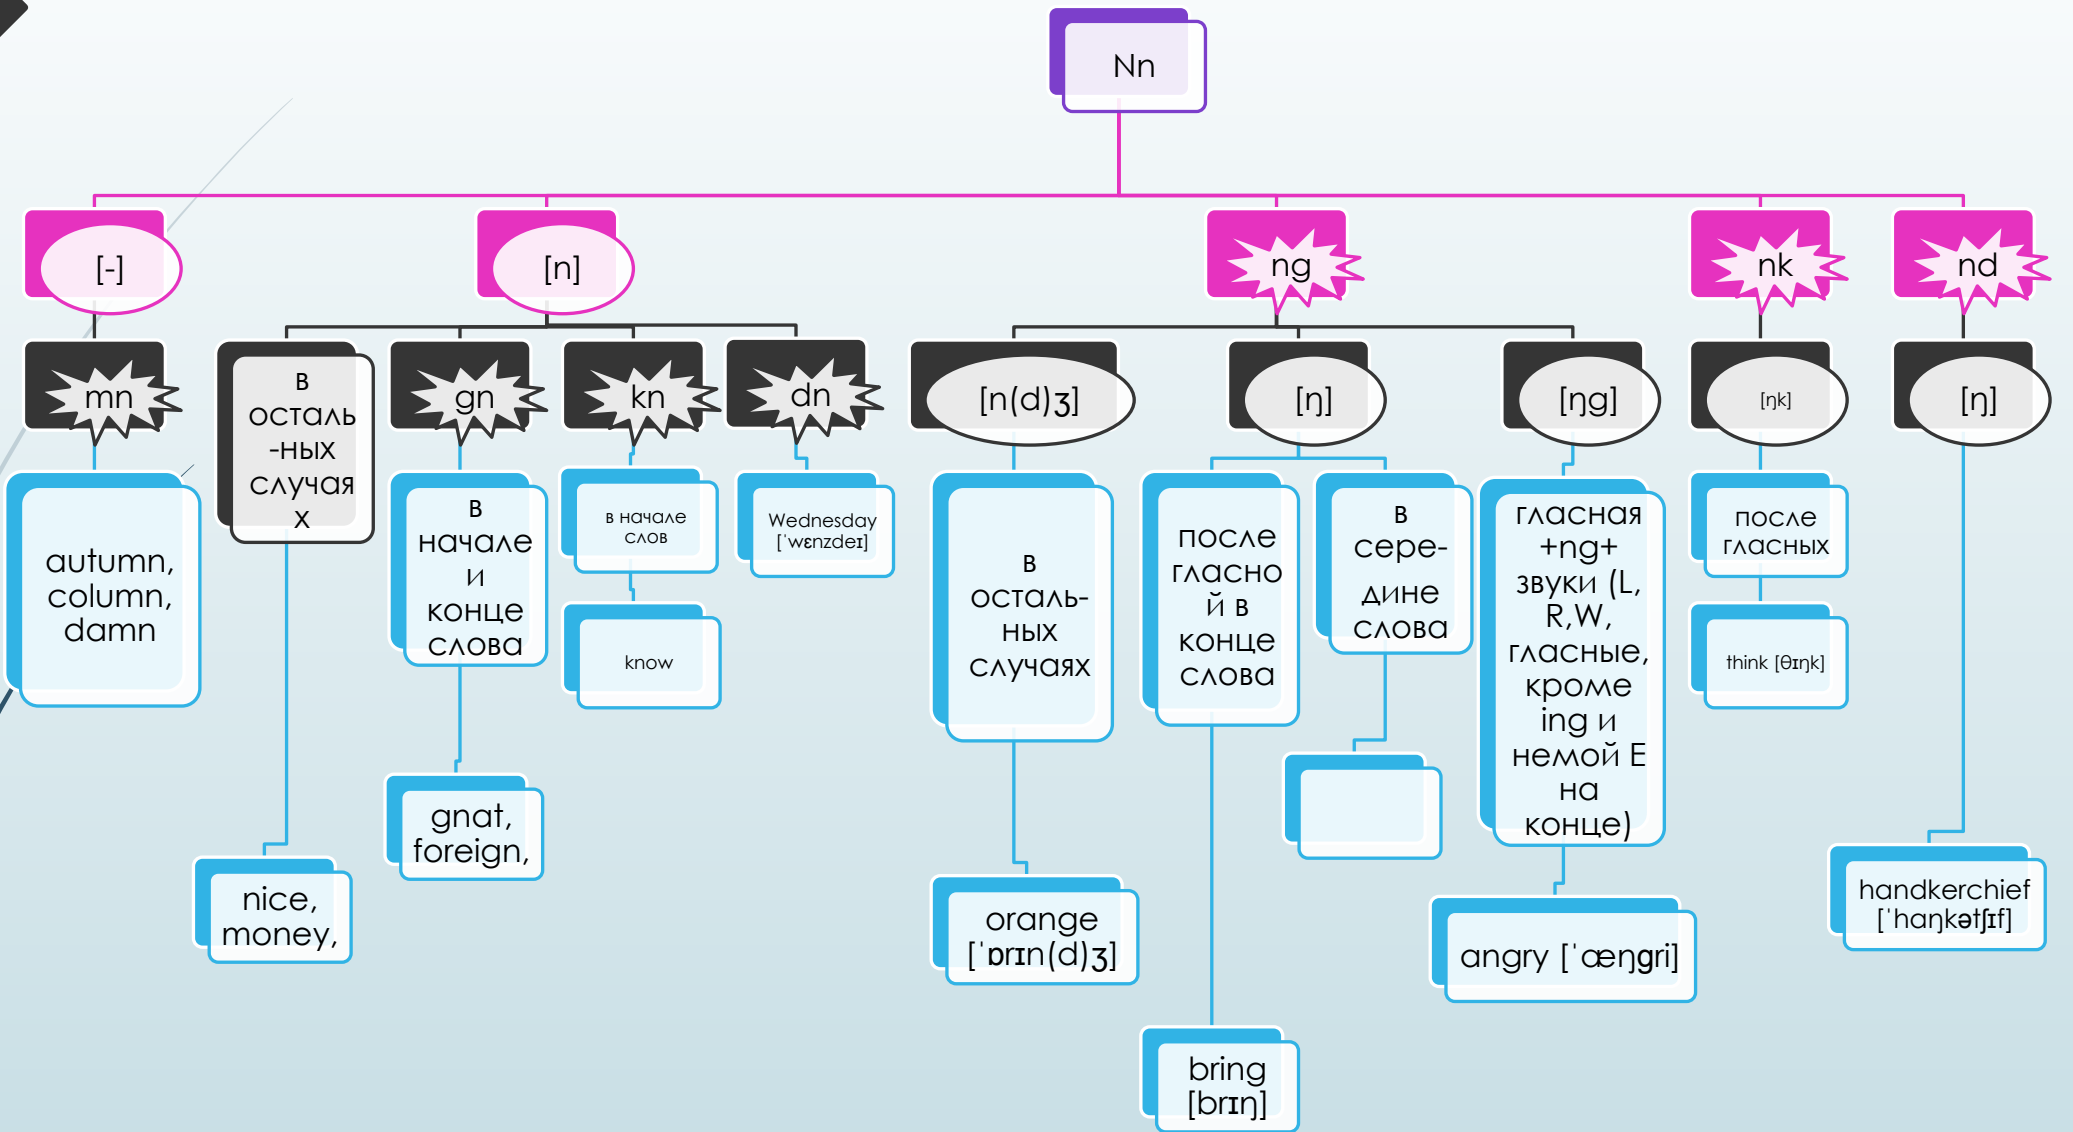 Nn
[-]
[n]
ng
nk
nd
mn
в
осталь
-ных
случая
х
gn
kn
dn
[n(d)ʒ]
[ŋ]
[ŋg]
[ŋk]
[ŋ]
autumn,
column,
damn
в
начале
и
конце
слова
в начале
слов
Wednesday
[ˈwɛnzdeɪ]
в
осталь-
ных
случаях
после
гласно
й в
конце
слова
в
сере-
дине
слова
гласная
+ng+
звуки (L,
R,W,
гласные,
кроме
ing и
немой E
на
конце)
после
гласных
know
think [θɪŋk]
gnat,
foreign,
nice,
money,
orange
[ˈɒrɪn(d)ʒ]
angry [ˈæŋgri]
handkerchief
[ˈhaŋkətʃɪf]
bring
[brɪŋ]